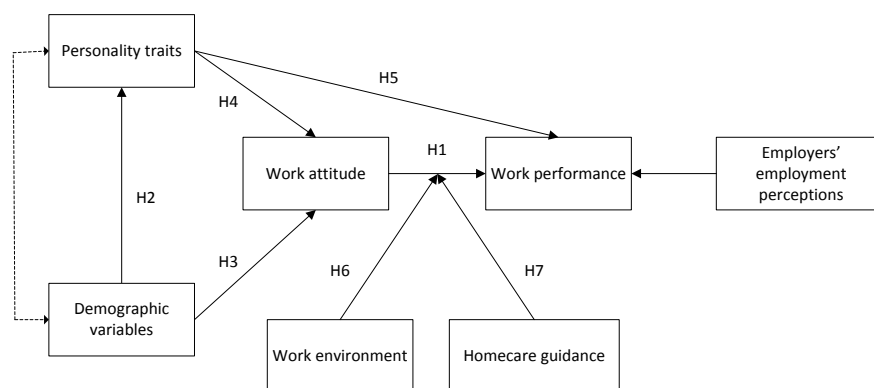 Personality traits
H5
H4
H1
Work attitude
Work performance
Employers'
employment
perceptions
H2
H3
H6
H7
Demographic
variables
Work environment
Homecare guidance